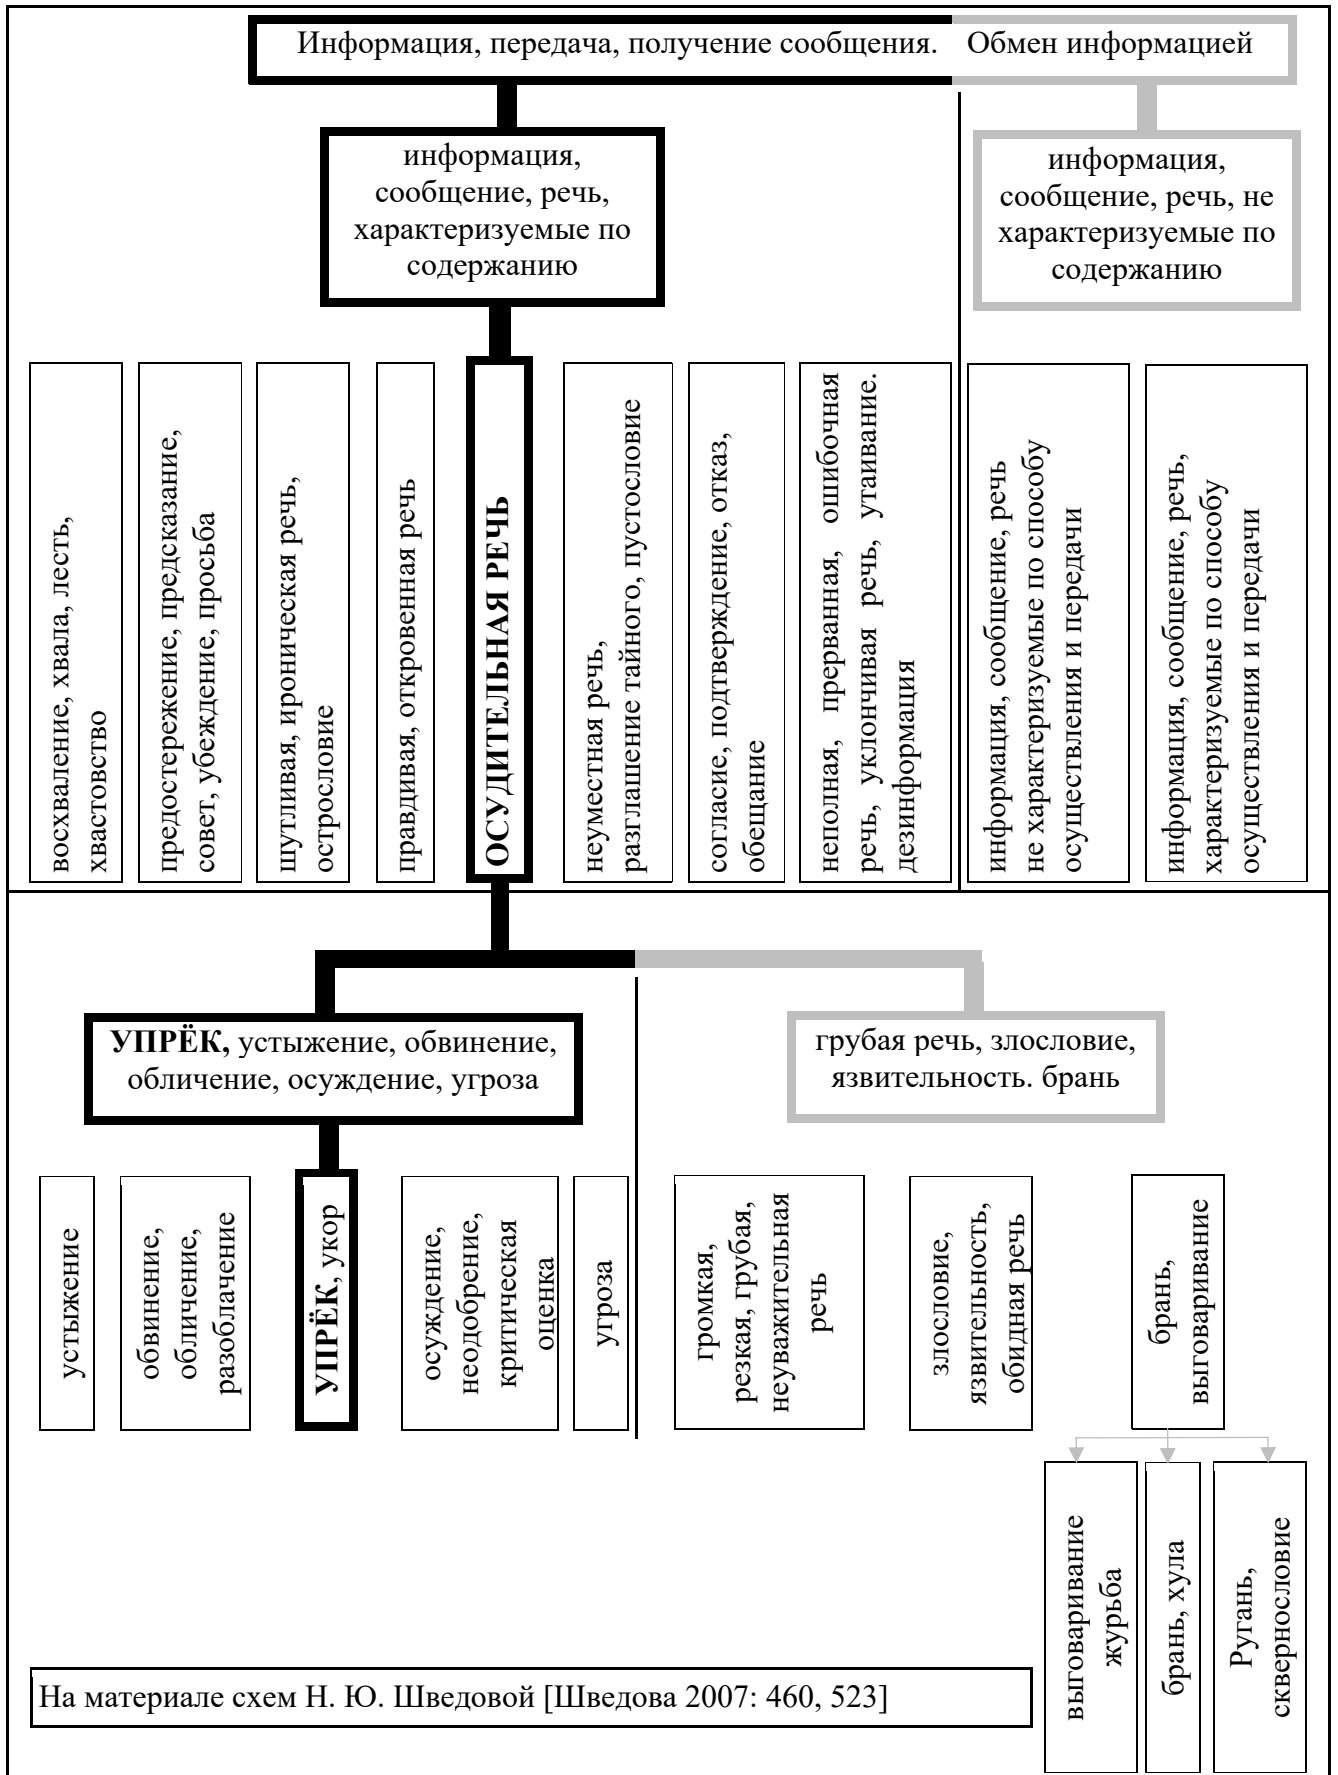 Информация, передача, получение сообщения. Обмен информацией
информация,
сообщение, речь,
характеризуемые по
содержанию
информация,
сообщение, речь, не
характеризуемые по
содержанию
восхваление, хвала, лесть,
хвастовство
предостережение, предсказание,
совет, убеждение, просьба
шутливая, ироническая речь,
острословие
правдивая, откровенная речь
ОСУДИТЕЛЬНАЯ РЕЧЬ
неуместная речь,
разглашение тайного, пустословие
согласие, подтверждение, отказ,
обещание
неполная, прерванная, ошибочная
речь, уклончивая речь, утаивание.
дезинформация
информация, сообщение, речь
не характеризуемые по способу
осуществления и передачи
информация, сообщение, речь,
характеризуемые по способу
осуществления и передачи
УПРЁК, устыжение, обвинение,
обличение, осуждение, угроза
грубая речь, злословие,
язвительность. брань
устыжение
обвинение,
обличение,
разоблачение
УПРЁК, укор
осуждение,
неодобрение,
критическая
оценка
угроза
громкая,
резкая, грубая,
неуважительная
речь
злословие,
язвительность,
обидная речь
брань,
выговаривание
выговаривание
журьба
брань, хула
Ругань,
сквернословие
На материале схем Н. Ю. Шведовой [Шведова 2007: 460, 523]